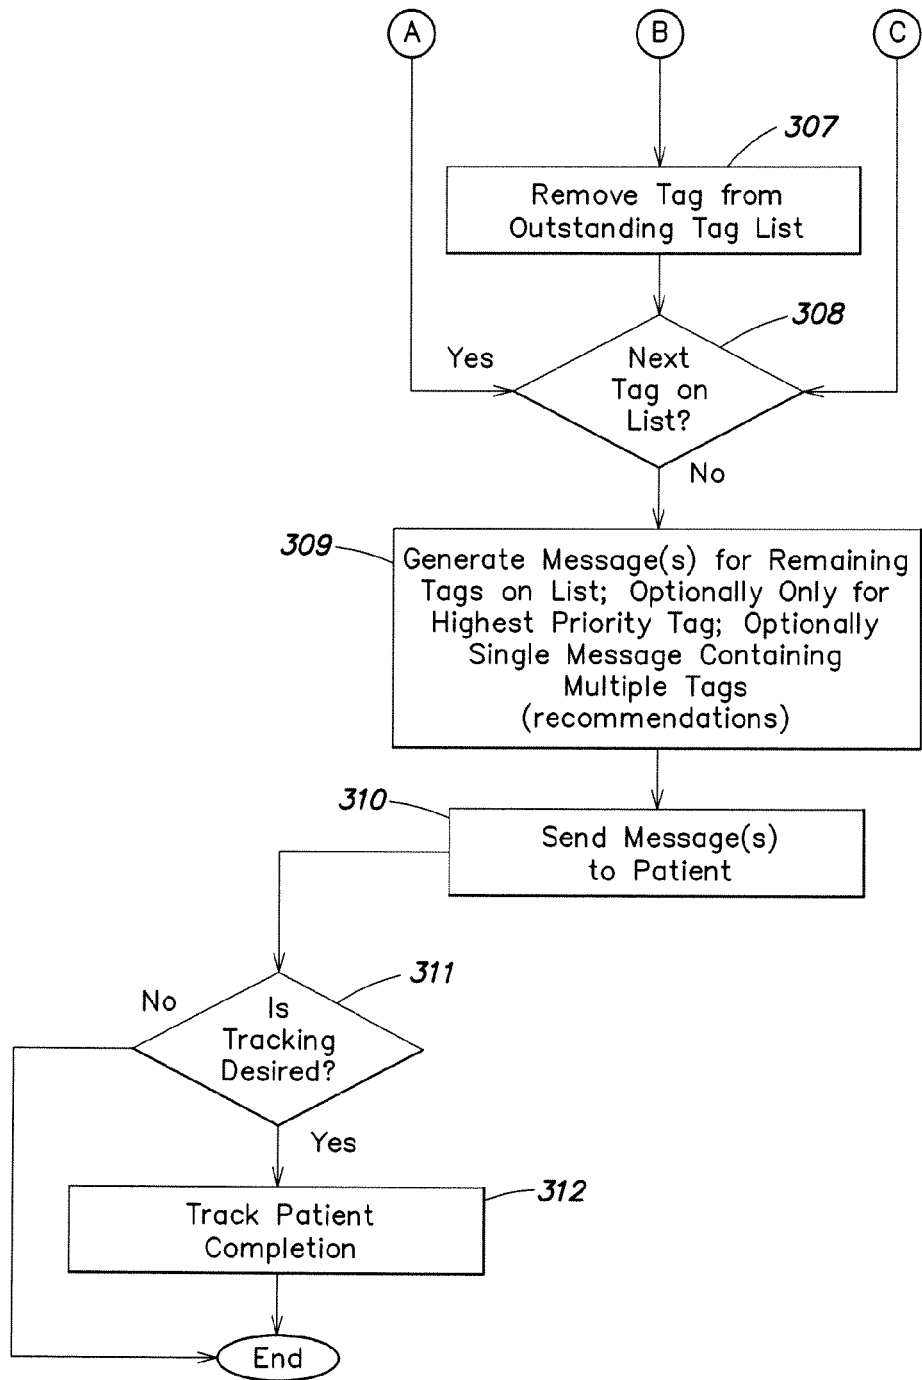 A
B
C
307
Remove Tag from
Outstanding Tag List
308
Yes
Next
Tag on
List?
No
309
Generate Message(s) for Remaining
Tags on List; Optionally Only for
Highest Priority Tag; Optionally
Single Message Containing
Multiple Tags
(recommendations)
310
Send Message(s)
to Patient
311
No
Is
Tracking
Desired?
Yes
312
Track Patient
Completion
End